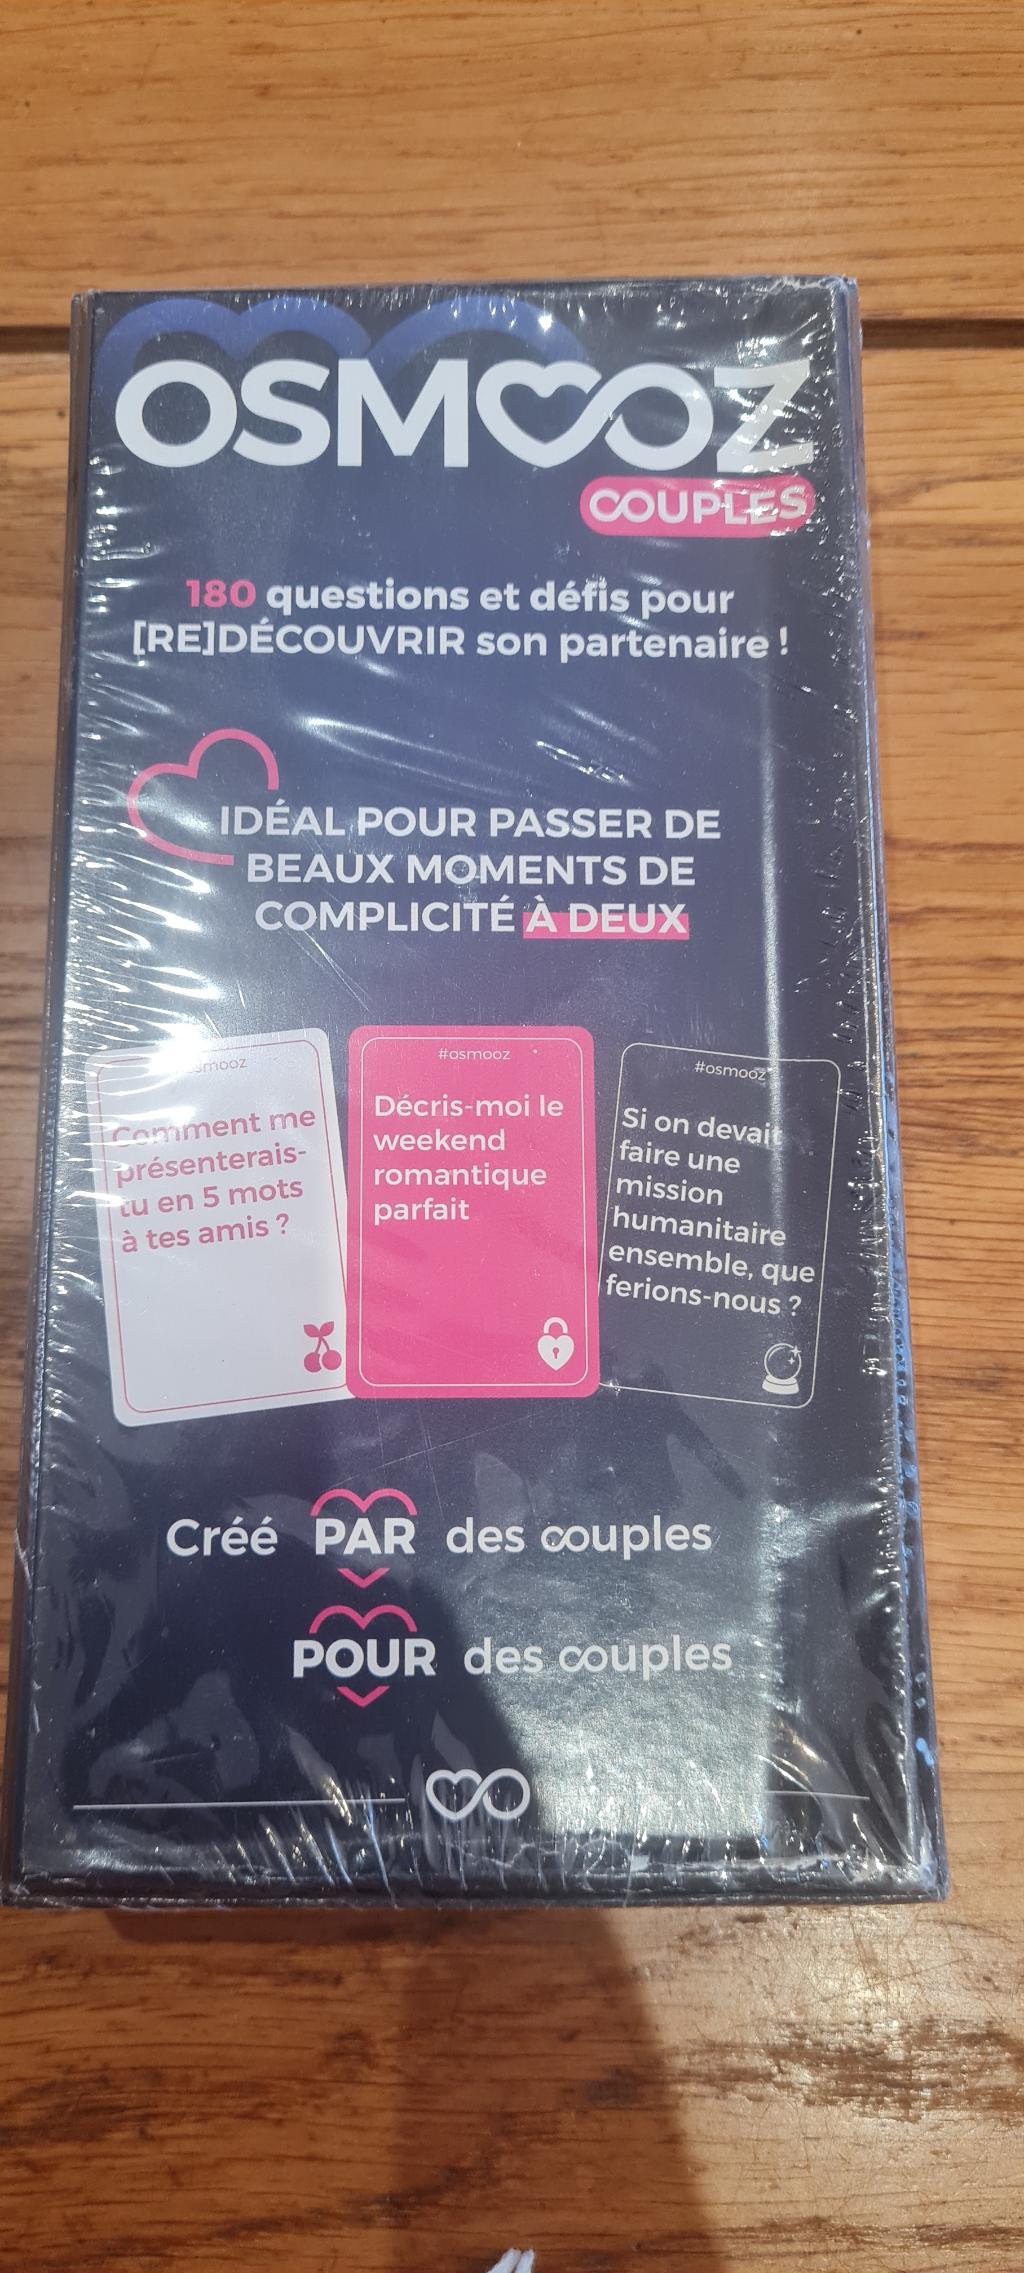 OSMOOZ
COUPLES
180 questions et défis pour
[RE]DÉCOUVRIR son partenaire !
IDÉAL POUR PASSER DE
BEAUX MOMENTS DE
COMPLICITÉ À DEUX
#osmooz
Comment me
présenterais-
tu en 5 mots
à tes amis ?
#osmooz
Décris-moi le
weekend
romantique
parfait
#osmooz
Si on devait
faire une
mission
humanitaire
ensemble, que
ferions-nous ?
Créé PAR des couples
POUR des couples